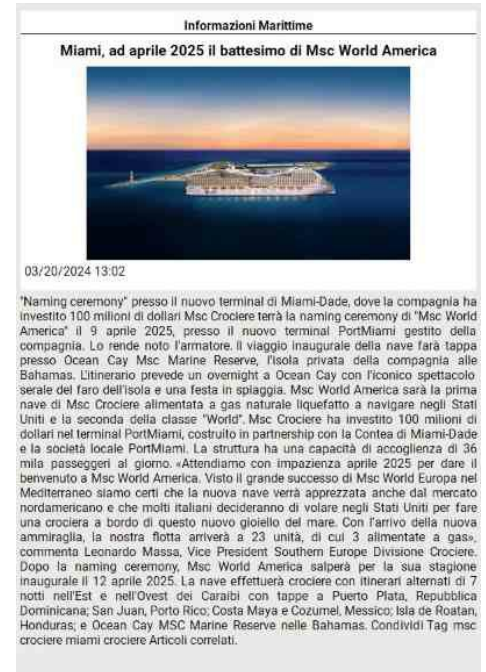 Informazioni Marittime
Miami, ad aprile 2025 il battesimo di Msc World America
03/20/2024 13:02
"Naming ceremony" presso il nuovo terminal di Miami-Dade, dove la compagnia ha
investito 100 milioni di dollari Msc Crociere terrà la naming ceremony di "Msc World
America" il 9 aprile 2025, presso il nuovo terminal PortMiami gestito della
compagnia. Lo rende noto l'armatore. Il viaggio inaugurale della nave farà tappa
presso Ocean Cay Msc Marine Reserve, l'isola privata della compagnia alle
Bahamas. L'itinerario prevede un overnight a Ocean Cay con l'iconico spettacolo
serale del faro dell'isola e una festa in spiaggia. Msc World America sarà la prima
nave di Msc Crociere alimentata a gas naturale liquefatto a navigare negli Stati
Uniti e la seconda della classe "World". Msc Crociere ha investito 100 milioni di
dollari nel terminal PortMiami, costruito in partnership con la Contea di Miami-Dade
e la società locale PortMiami. La struttura ha una capacità di accoglienza di 36
mila passeggeri al giorno. «Attendiamo con impazienza aprile 2025 per dare il
benvenuto a Msc World America. Visto il grande successo di Msc World Europa nel
Mediterraneo siamo certi che la nuova nave verrà apprezzata anche dal mercato
nordamericano e che molti italiani decideranno di volare negli Stati Uniti per fare
una crociera a bordo di questo nuovo gioiello del mare. Con l'arrivo della nuova
ammiraglia, la nostra flotta arriverà a 23 unità, di cui 3 alimentate a gas»,
commenta Leonardo Massa, Vice President Southern Europe Divisione Crociere.
Dopo la naming ceremony, Msc World America salperà per la sua stagione
inaugurale il 12 aprile 2025. La nave effettuerà crociere con itinerari alternati di 7
notti nell'Est e nell'Ovest dei Caraibi con tappe a Puerto Plata, Repubblica
Dominicana; San Juan, Porto Rico; Costa Maya e Cozumel, Messico; Isla de Roatan,
Honduras; e Ocean Cay MSC Marine Reserve nelle Bahamas. Condividi Tag msc
crociere miami crociere Articoli correlati.